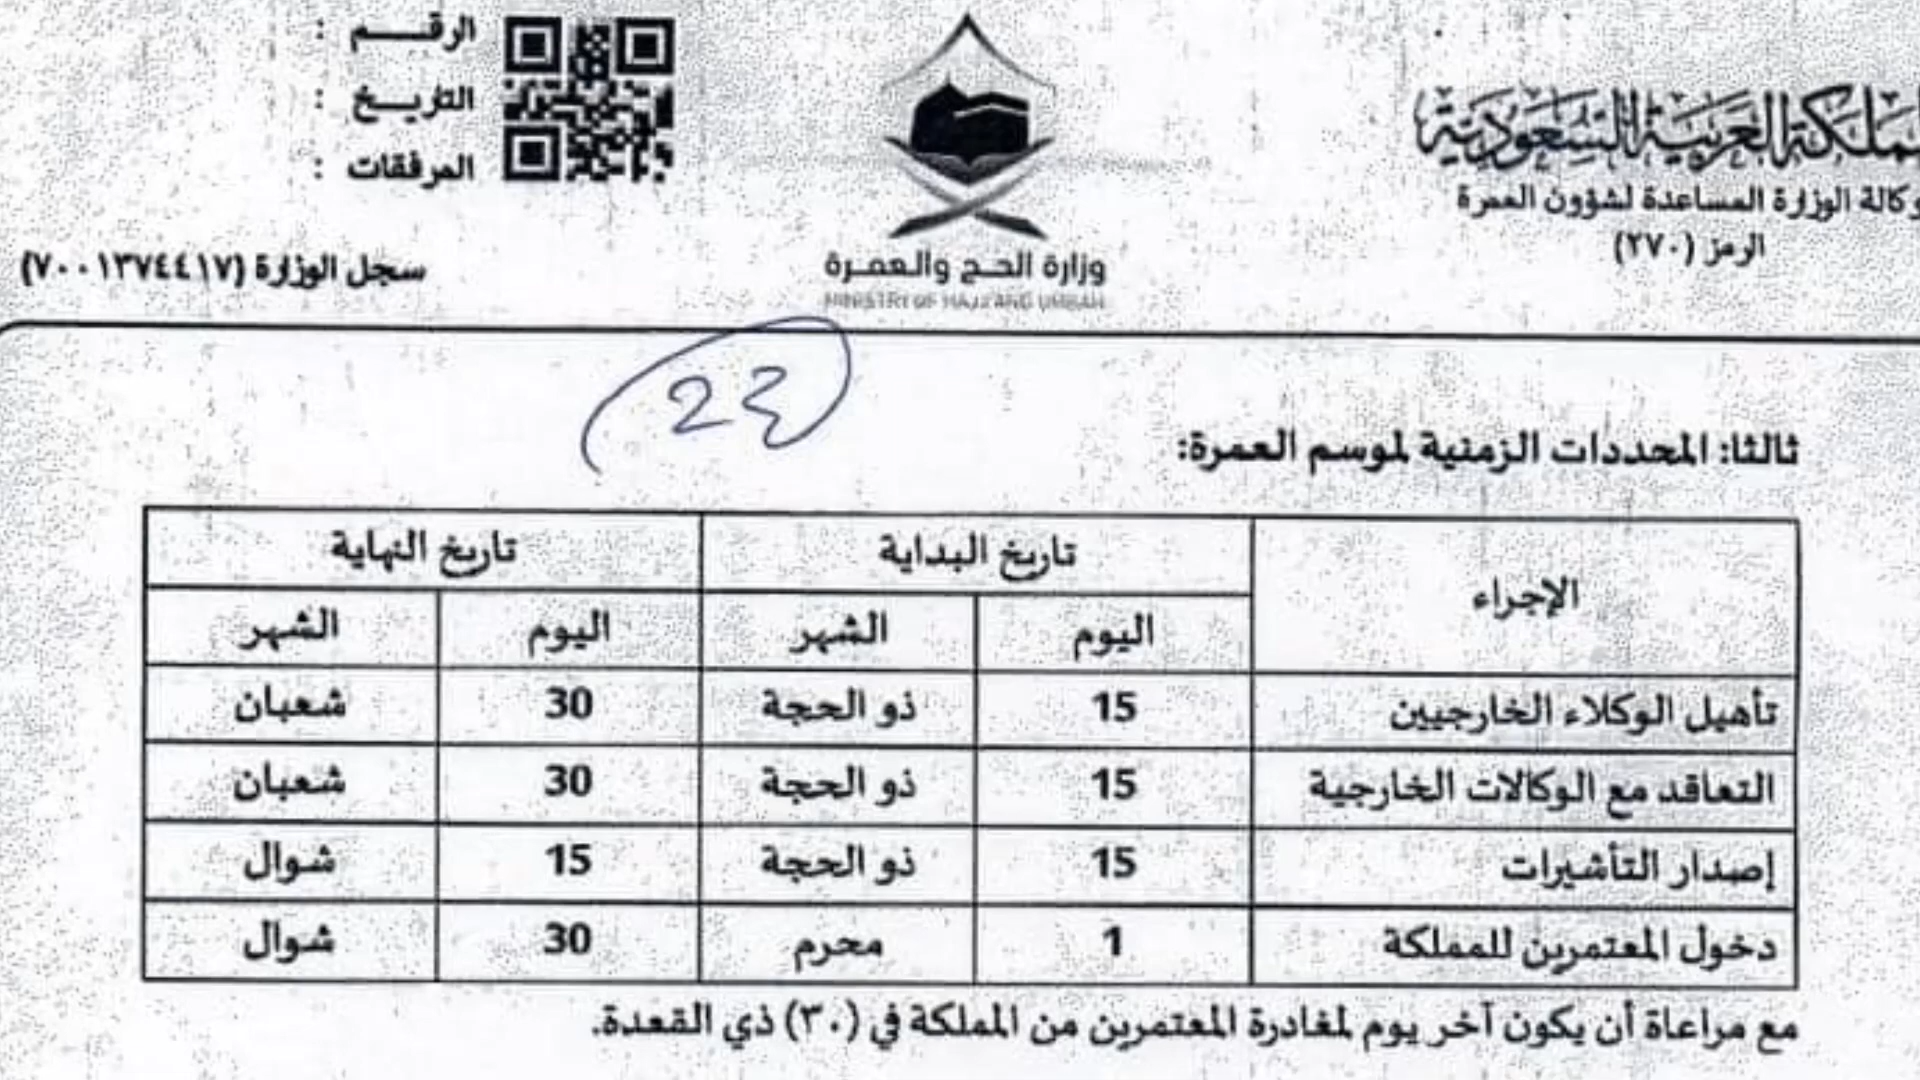 المملكة العربية السعودية
وكالة الوزارة المساعدة لشؤون العمرة
الرمز (٢٧٠)
وزارة الحج والعمرة
MINISTRY OF HAJJ AND UMRAH
الرقم :
التاريخ :
المرفقات :
سجل الوزارة (٧٠٠١٣٧٤٤١٧)
ثالثا: المحددات الزمنية لموسم العمرة:
الإجراء تاريخ البداية تاريخ النهاية
اليوم الشهر اليوم الشهر
تأهيل الوكلاء الخارجيين 15 ذو الحجة 30 شعبان
التعاقد مع الوكالات الخارجية 15 ذو الحجة 30 شعبان
إصدار التأشيرات 15 ذو الحجة 15 شوال
دخول المعتمرين للمملكة 1 محرم 30 شوال
مع مراعاة أن يكون آخر يوم لمغادرة المعتمرين من المملكة في (٣٠) ذي القعدة.